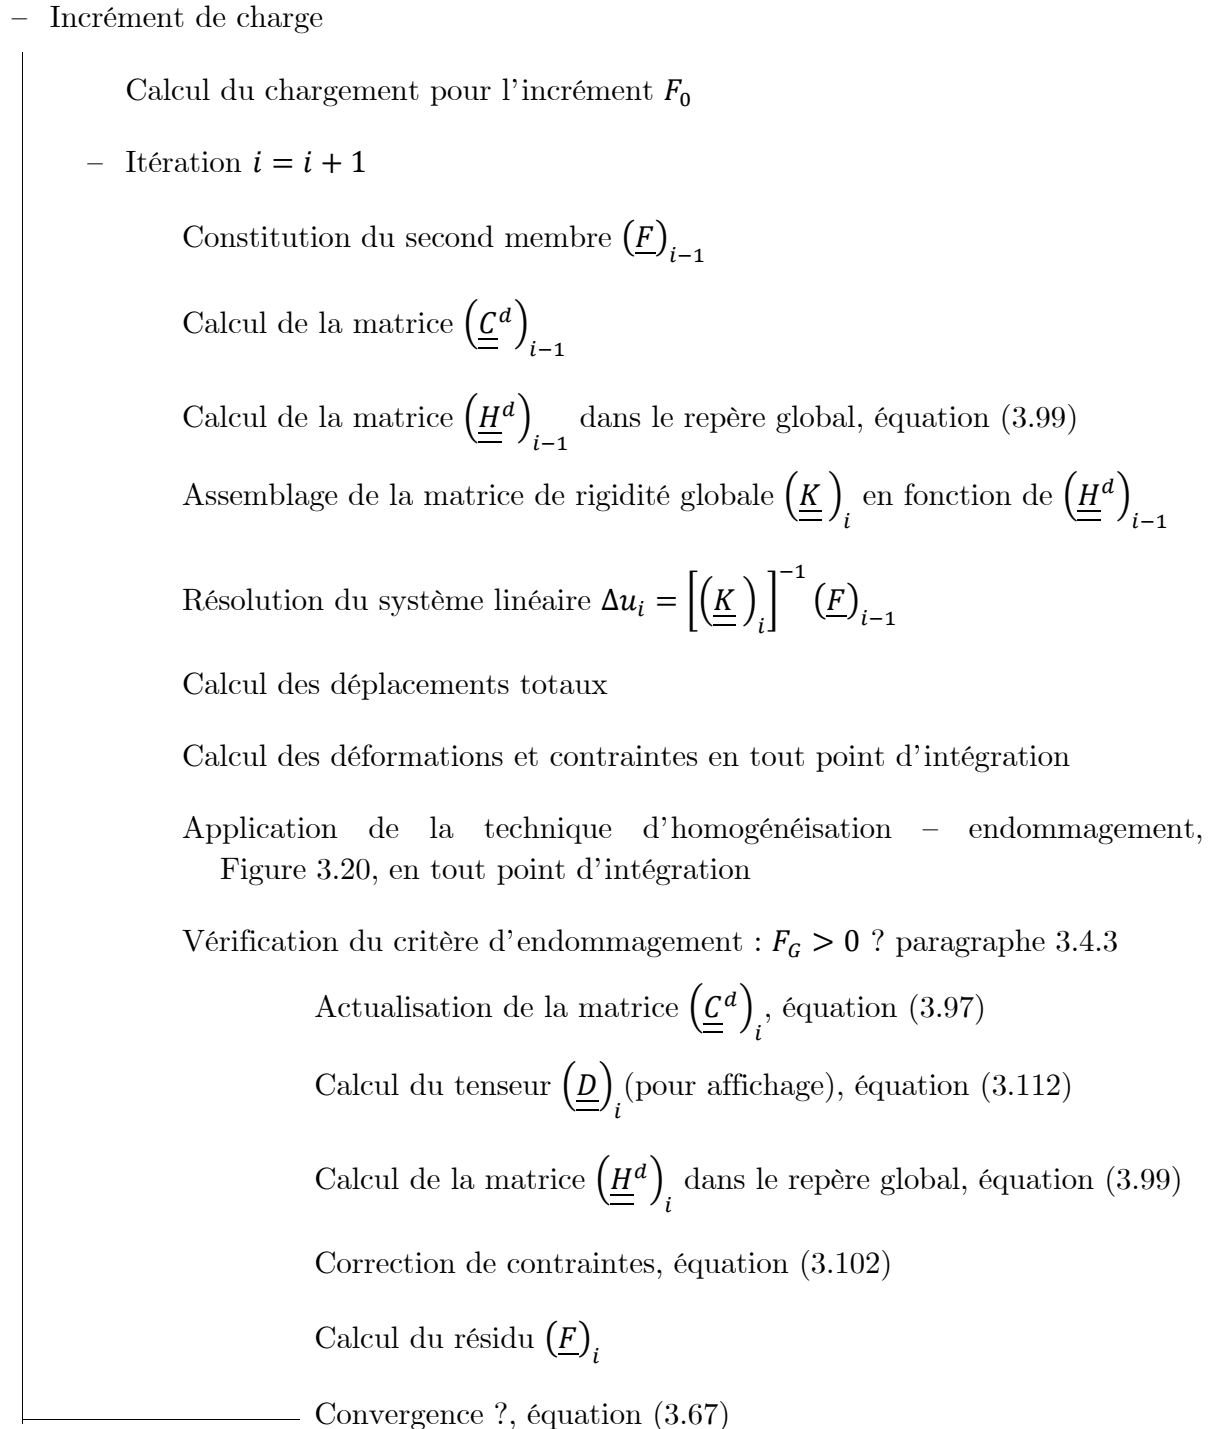 – Incrément de charge
Calcul du chargement pour l'incrément F₀
– Itération i = i + 1
Constitution du second membre (F̲)ᵢ₋₁
Calcul de la matrice (C̳ᵈ)ᵢ₋₁
Calcul de la matrice (H̳ᵈ)ᵢ₋₁ dans le repère global, équation (3.99)
Assemblage de la matrice de rigidité globale (K̳)ᵢ en fonction de (H̳ᵈ)ᵢ₋₁
Résolution du système linéaire Δuᵢ = [(K̳)ᵢ]⁻¹ (F̲)ᵢ₋₁
Calcul des déplacements totaux
Calcul des déformations et contraintes en tout point d'intégration
Application de la technique d'homogénéisation – endommagement,
Figure 3.20, en tout point d'intégration
Vérification du critère d'endommagement : F_G > 0 ? paragraphe 3.4.3
Actualisation de la matrice (C̳ᵈ)ᵢ, équation (3.97)
Calcul du tenseur (D̳)ᵢ(pour affichage), équation (3.112)
Calcul de la matrice (H̳ᵈ)ᵢ dans le repère global, équation (3.99)
Correction de contraintes, équation (3.102)
Calcul du résidu (F̲)ᵢ
Convergence ?, équation (3.67)